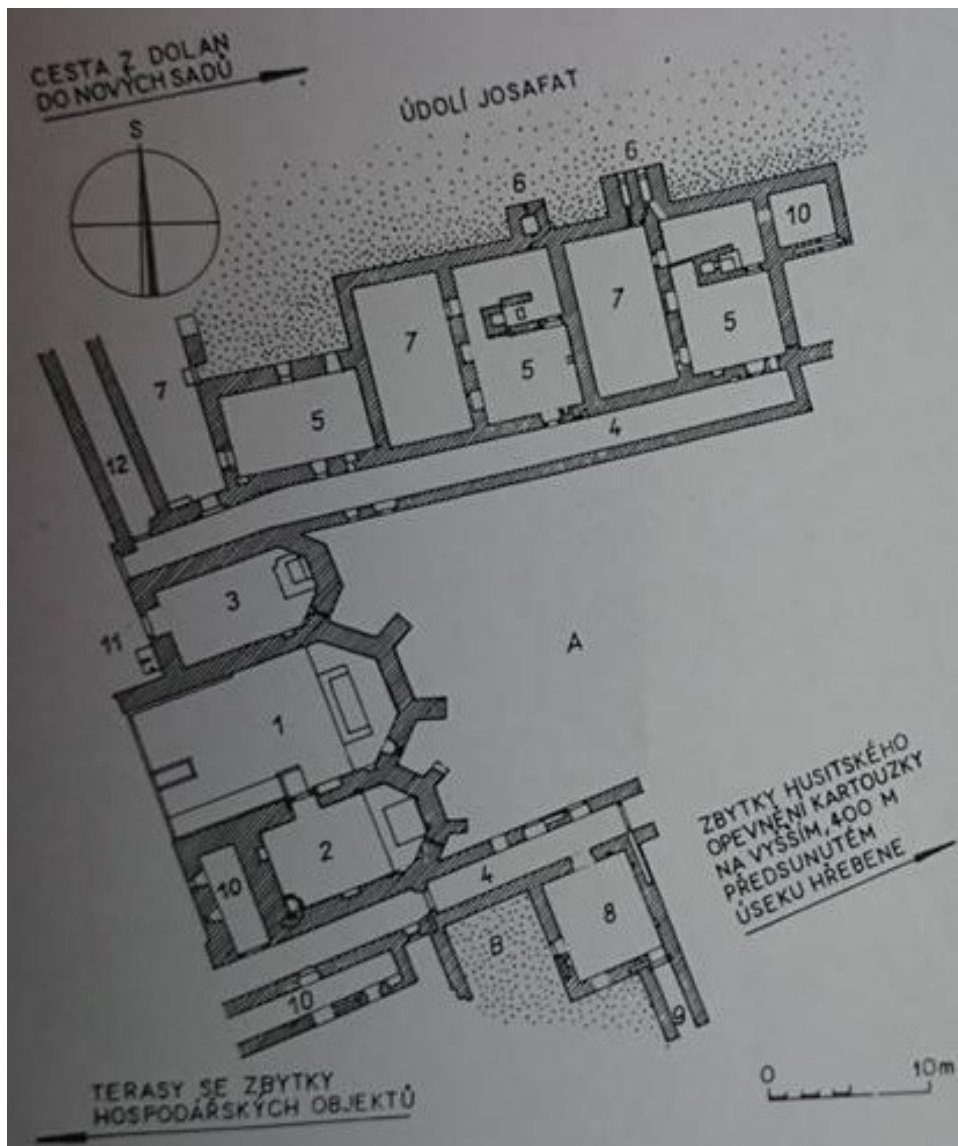 CESTA Z DOLAN
DO NOVÝCH SADŮ
ÚDOLÍ JOSAFAT
S
6
6
10
7
7
7
5
5
5
12
4
3
11
A
1
2
10
4
8
B
10
9
ZBYTKY HUSITSKÉHO
OPEVNĚNÍ KARTOUZKY
NA VYŠŠÍM, 400 M
PŘEDSUNUTÉM
ÚSEKU HŘEBENE
TERASY SE ZBYTKY
HOSPODÁŘSKÝCH OBJEKTŮ
0 10 m